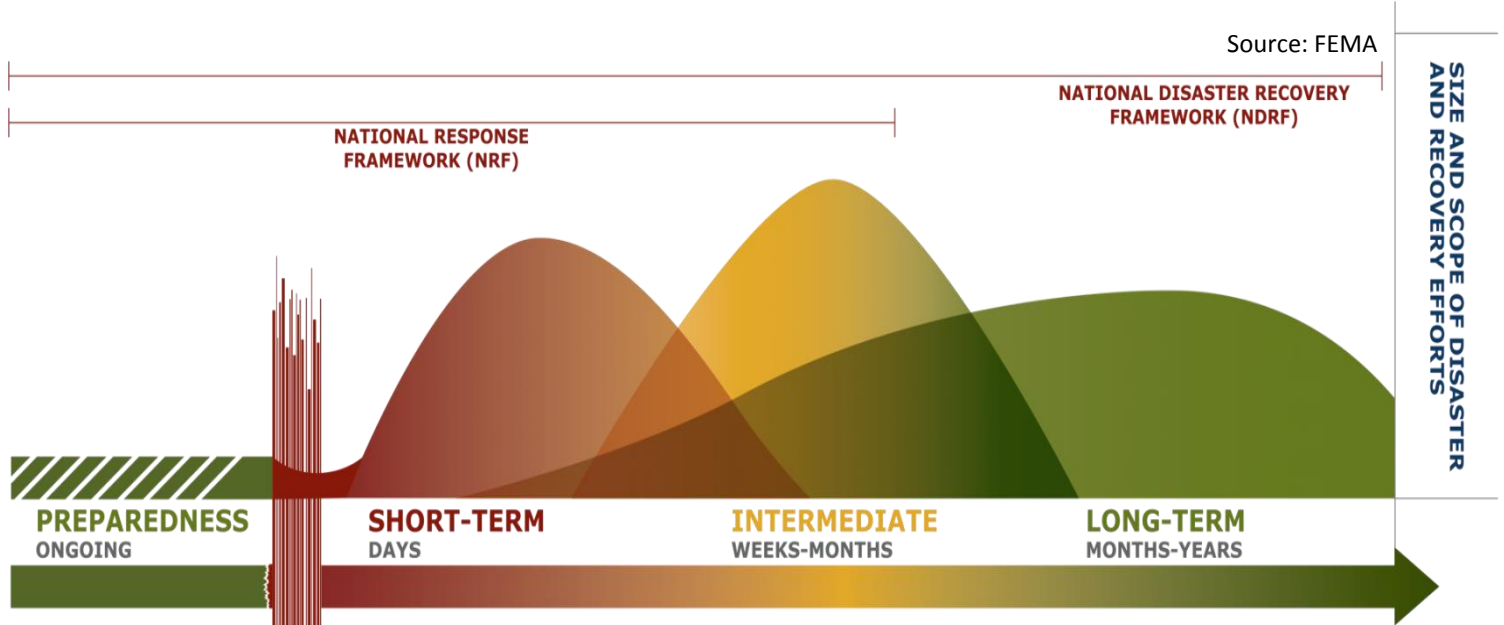 Source: FEMA
NATIONAL DISASTER RECOVERY
FRAMEWORK (NDRF)
NATIONAL RESPONSE
FRAMEWORK (NRF)
SIZE AND SCOPE OF DISASTER
AND RECOVERY EFFORTS
PREPAREDNESS
ONGOING
SHORT-TERM
DAYS
INTERMEDIATE
WEEKS-MONTHS
LONG-TERM
MONTHS-YEARS